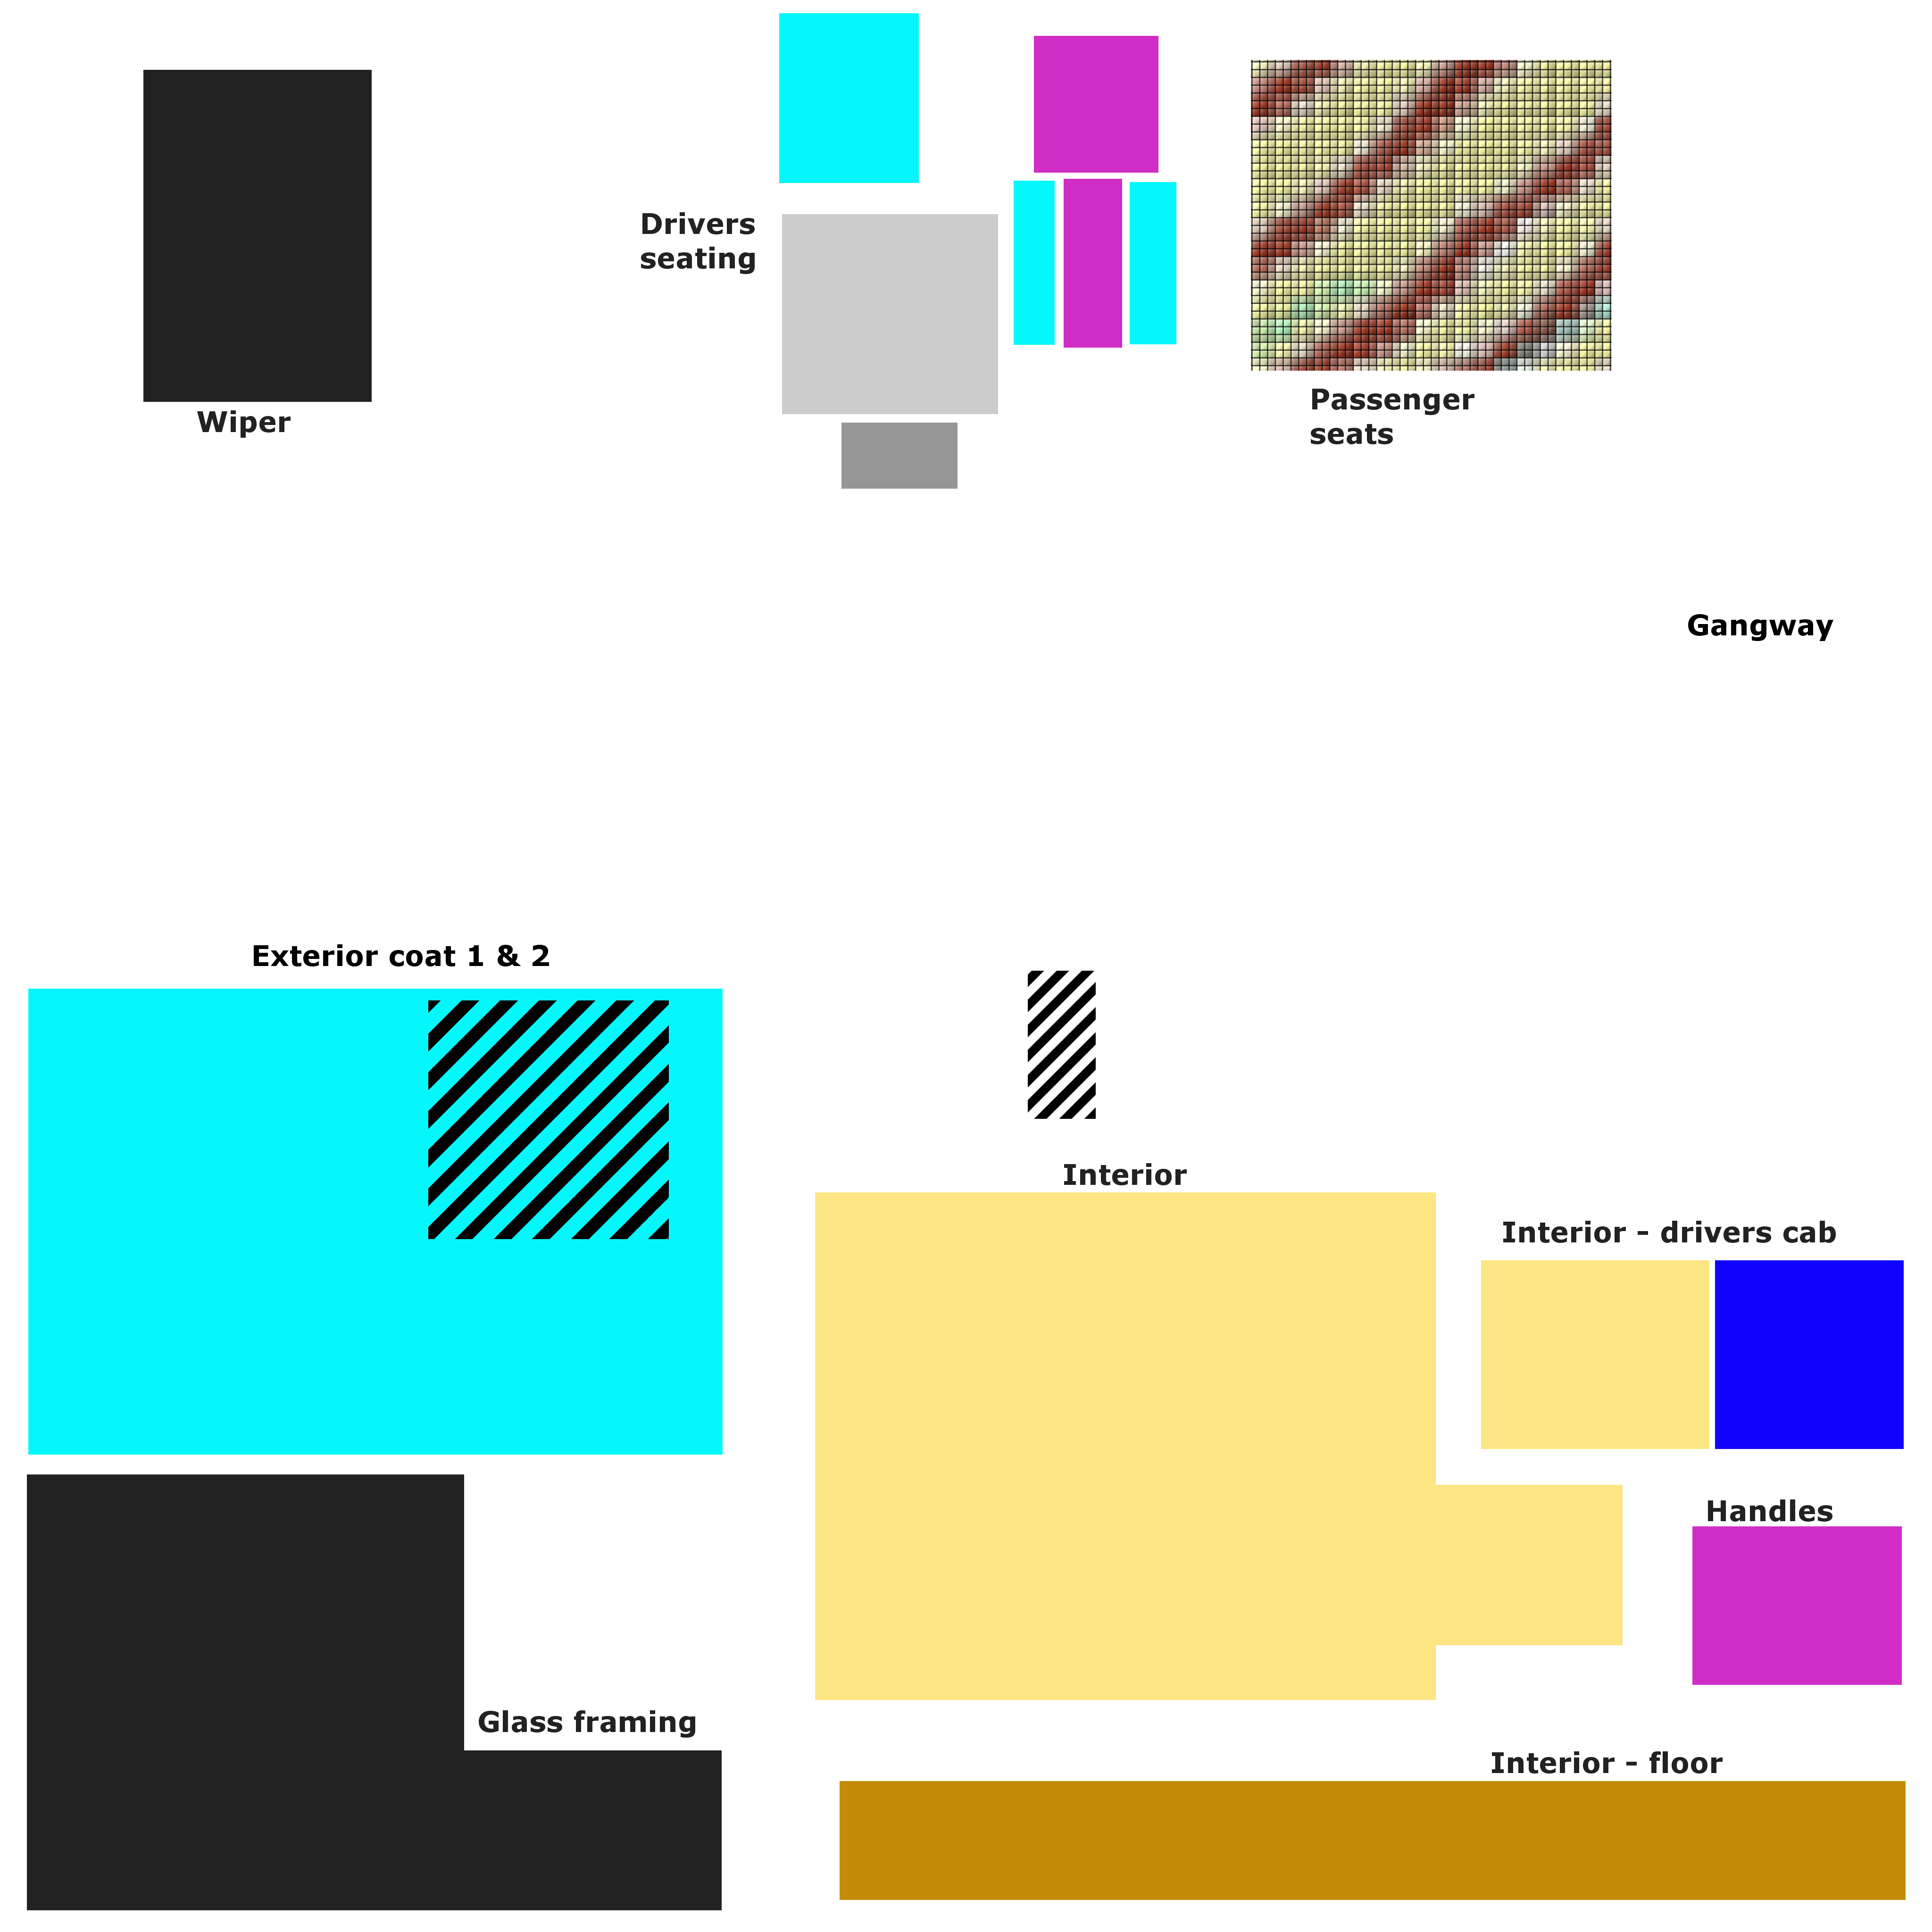 Drivers
seating
Passenger
seats
Wiper
Gangway
Exterior coat 1 & 2
Interior
Interior - drivers cab
Handles
Glass framing
Interior - floor